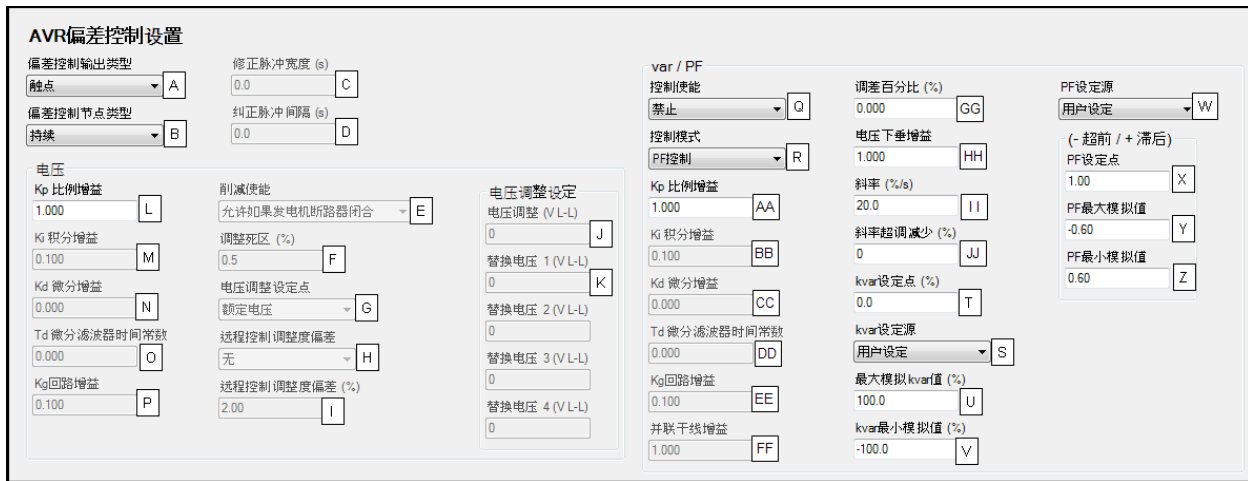 AVR偏差控制设置
偏差控制输出类型
触点 A
偏差控制节点类型
持续 B
修正脉冲宽度 (s)
0.0 C
纠正脉冲间隔 (s)
0.0 D
电压
Kp 比例增益
1.000 L
Ki 积分增益
0.100 M
Kd 微分增益
0.000 N
Td 微分滤波器时间常数
0.000 O
Kg回路增益
0.100 P
削减使能
允许如果发电机断路器闭合 E
调整死区 (%)
0.5 F
电压调整设定点
额定电压 G
远程控制调整度偏差
无 H
远程控制调整度偏差 (%)
2.00 I
电压调整设定
电压调整 (V L-L)
0 J
替换电压 1 (V L-L)
0 K
替换电压 2 (V L-L)
0
替换电压 3 (V L-L)
0
替换电压 4 (V L-L)
0
var / PF
控制使能
禁止 Q
控制模式
PF控制 R
Kp 比例增益
1.000 AA
Ki 积分增益
0.100 BB
Kd 微分增益
0.000 CC
Td 微分滤波器时间常数
0.000 DD
Kg回路增益
0.100 EE
并联干线增益
1.000 FF
调差百分比 (%)
0.000 GG
电压下垂增益
1.000 HH
斜率 (%/s)
20.0 I I
斜率超调减少 (%)
0 JJ
kvar设定点 (%)
0.0 T
kvar设定源
用户设定 S
最大模拟kvar值 (%)
100.0 U
kvar最小模拟值 (%)
-100.0 V
PF设定源
用户设定 W
(- 超前 / + 滞后)
PF设定点
1.00 X
PF最大模拟值
-0.60 Y
PF最小模拟值
0.60 Z